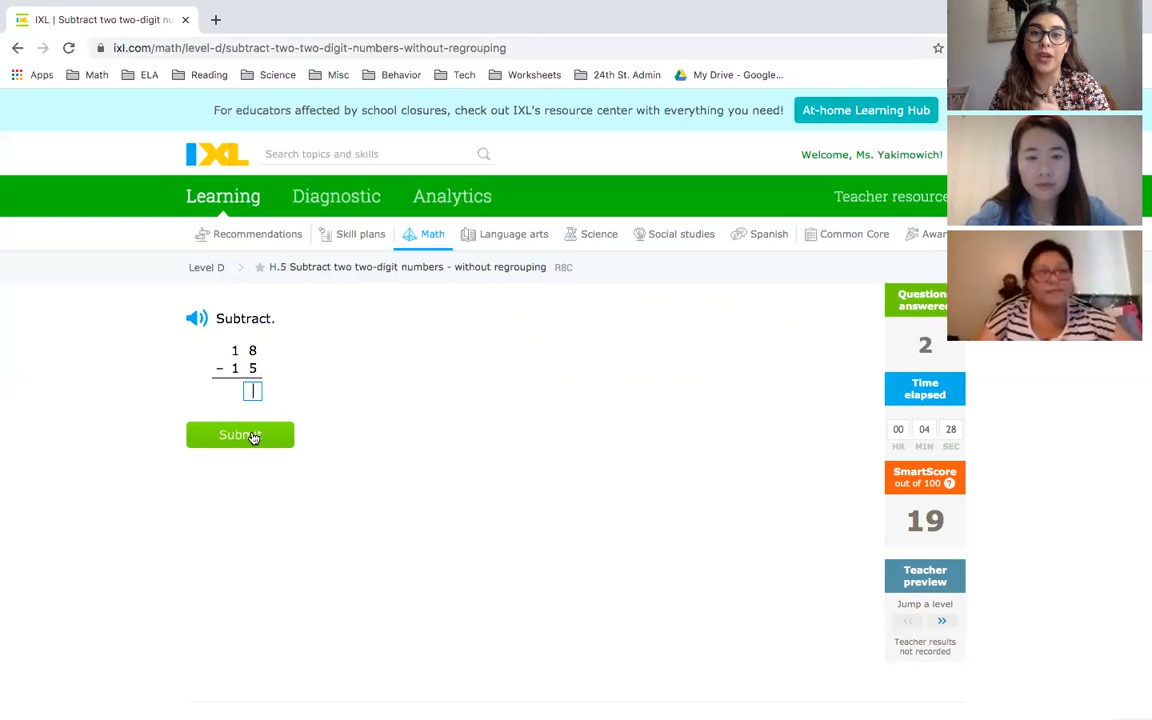 IXL | Subtract two two-digit nu
ixl.com/math/level-d/subtract-two-two-digit-numbers-without-regrouping
Apps Math ELA Reading Science Misc Behavior Tech Worksheets 24th St. Admin My Drive - Google...
For educators affected by school closures, check out IXL's resource center with everything you need! At-home Learning Hub
IXL Search topics and skills Welcome, Ms. Yakimowich!
Learning Diagnostic Analytics Teacher resource
Recommendations Skill plans Math Language arts Science Social studies Spanish Common Core Awar
Level D > H.5 Subtract two two-digit numbers - without regrouping R8C
Subtract.
1 8
- 1 5
Submit
Question
answered
2
Time
elapsed
00 04 28
HR MIN SEC
SmartScore
out of 100 ?
19
Teacher
preview
Jump a level
<< >>
Teacher results
not recorded